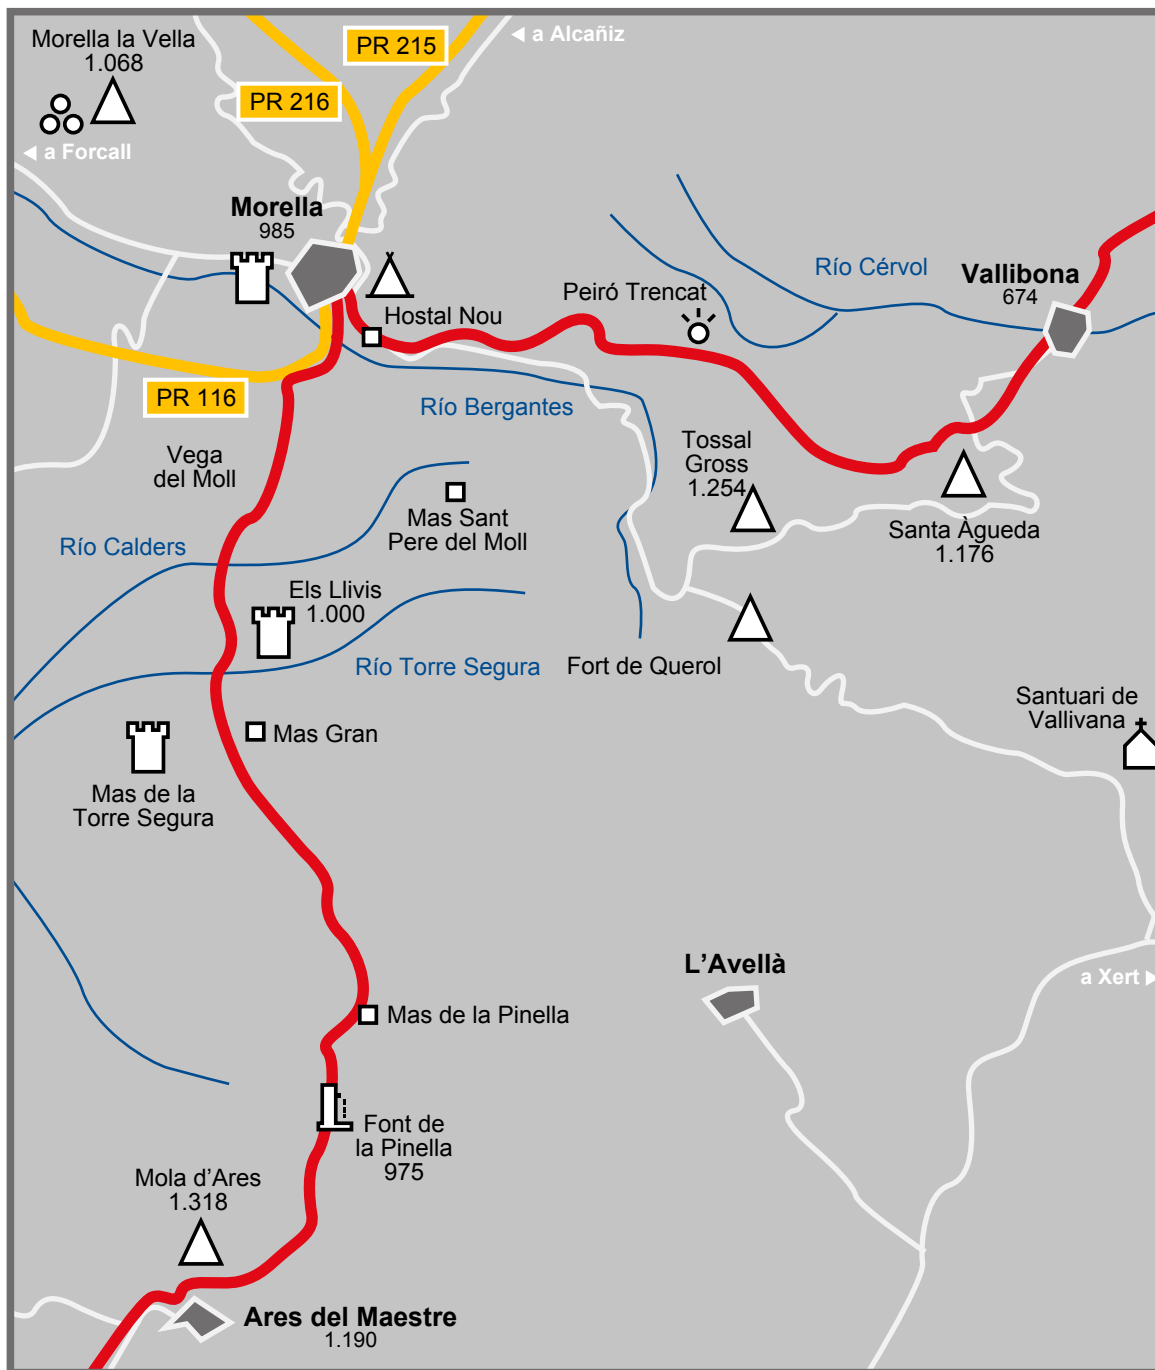 ◄ a Alcañiz
Morella la Vella
1.068
PR 215
PR 216
◄ a Forcall
Morella
985
Río Cérvol
Vallibona
674
Peiró Trencat
Hostal Nou
PR 116
Río Bergantes
Vega
del Moll
Tossal
Gross
1.254
Mas Sant
Pere del Moll
Santa Àgueda
1.176
Río Calders
Els Llivis
1.000
Río Torre Segura
Fort de Querol
Santuari de
Vallivana
Mas Gran
Mas de la
Torre Segura
L’Avellà
a Xert ►
Mas de la Pinella
Font de
la Pinella
975
Mola d’Ares
1.318
Ares del Maestre
1.190